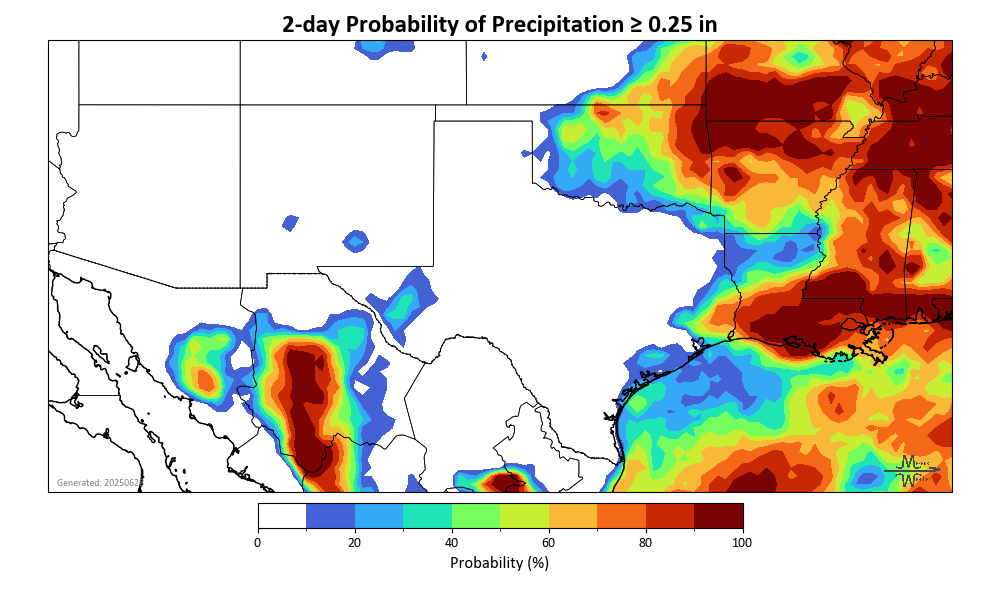 2-day Probability of Precipitation ≥ 0.25 in
Generated: 2025062
0 20 40 60 80 100
Probability (%)